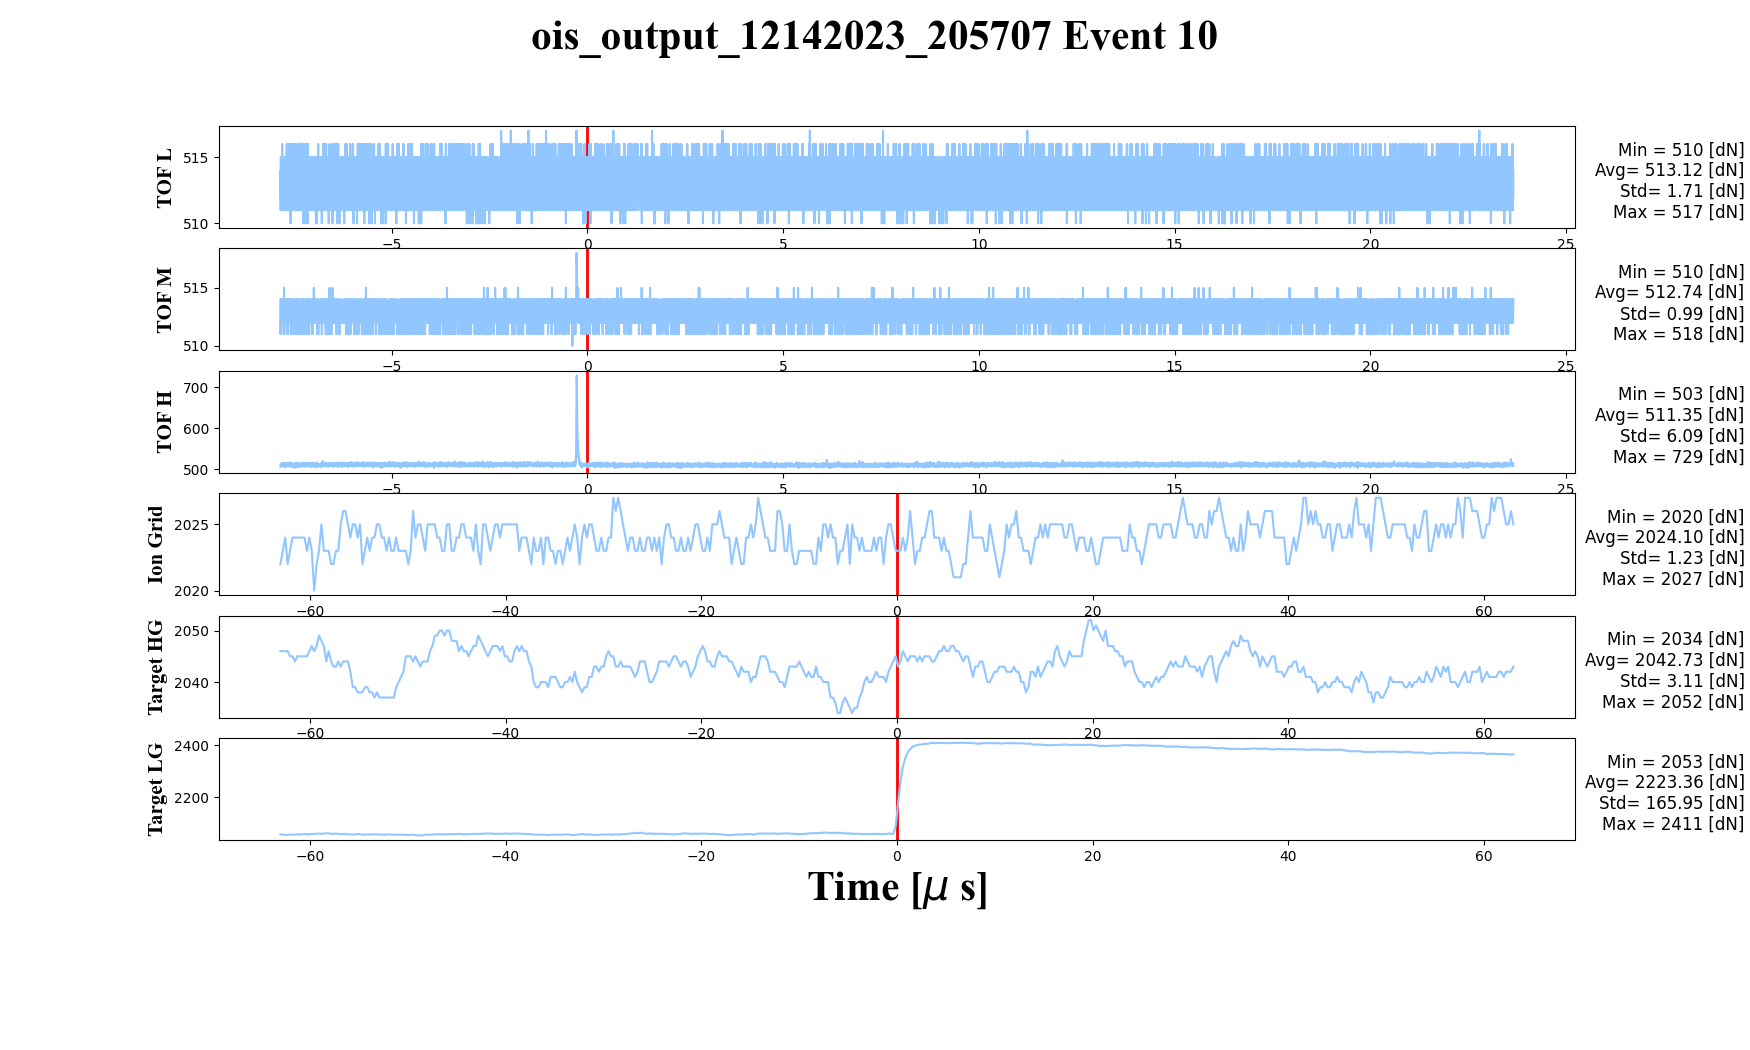 ois_output_12142023_205707 Event 10
TOF L
515
510
−5
0
5
10
15
20
25
Min = 510 [dN]
Avg= 513.12 [dN]
Std= 1.71 [dN]
Max = 517 [dN]
TOF M
515
510
−5
0
5
10
15
20
25
Min = 510 [dN]
Avg= 512.74 [dN]
Std= 0.99 [dN]
Max = 518 [dN]
TOF H
700
600
500
−5
0
5
10
15
20
25
Min = 503 [dN]
Avg= 511.35 [dN]
Std= 6.09 [dN]
Max = 729 [dN]
Ion Grid
2025
2020
−60
−40
−20
0
20
40
60
Min = 2020 [dN]
Avg= 2024.10 [dN]
Std= 1.23 [dN]
Max = 2027 [dN]
Target HG
2050
2040
−60
−40
−20
0
20
40
60
Min = 2034 [dN]
Avg= 2042.73 [dN]
Std= 3.11 [dN]
Max = 2052 [dN]
Target LG
2400
2200
−60
−40
−20
0
20
40
60
Min = 2053 [dN]
Avg= 2223.36 [dN]
Std= 165.95 [dN]
Max = 2411 [dN]
Time [μ s]